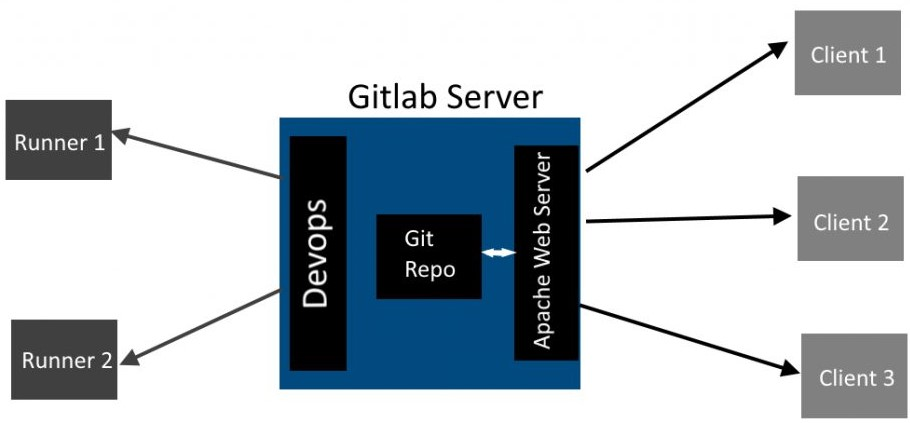 Gitlab Server
Runner 1
Runner 2
Devops
Git
Repo
Apache Web Server
Client 1
Client 2
Client 3